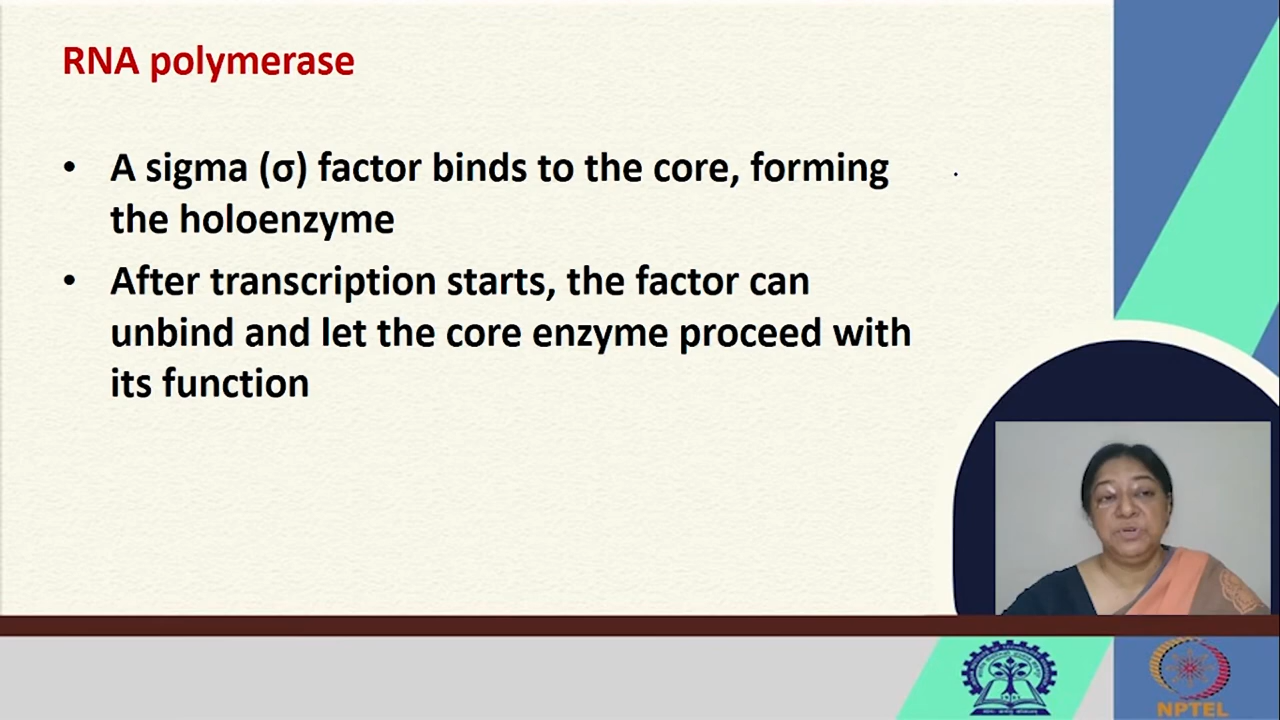 RNA polymerase
• A sigma (σ) factor binds to the core, forming
the holoenzyme
• After transcription starts, the factor can
unbind and let the core enzyme proceed with
its function
NPTEL